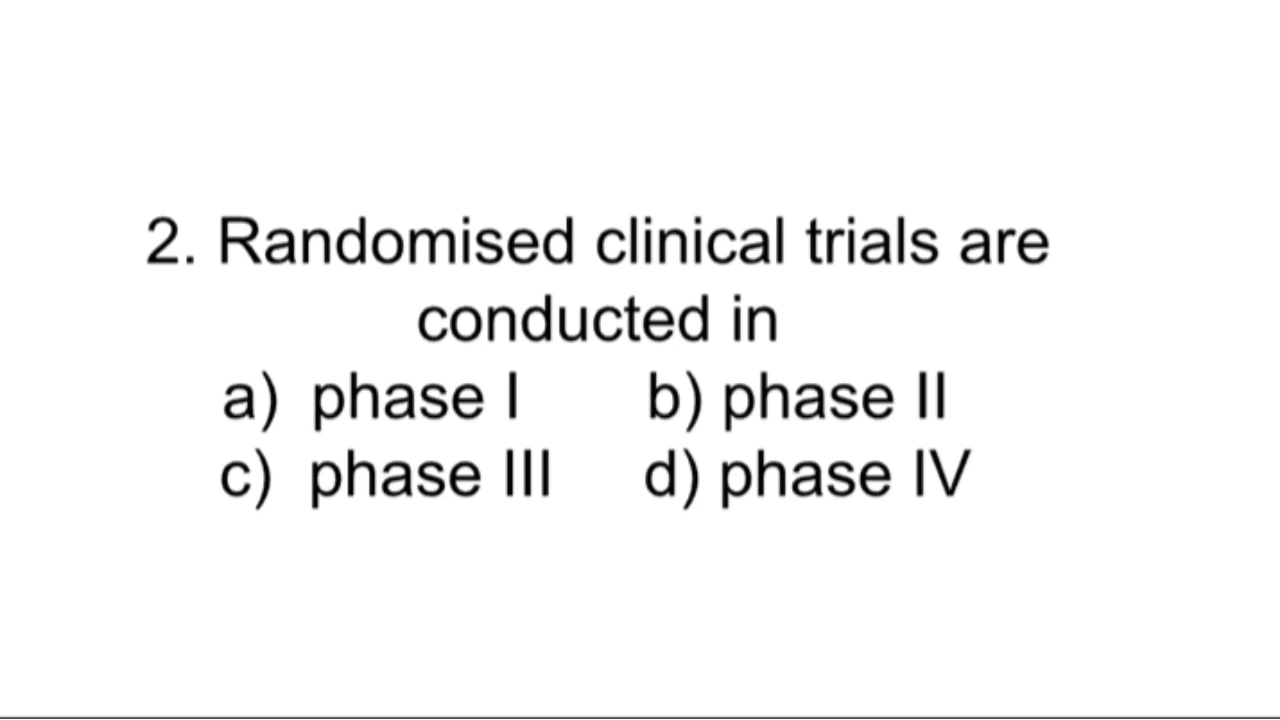 2. Randomised clinical trials are
conducted in
a) phase I b) phase II
c) phase III d) phase IV